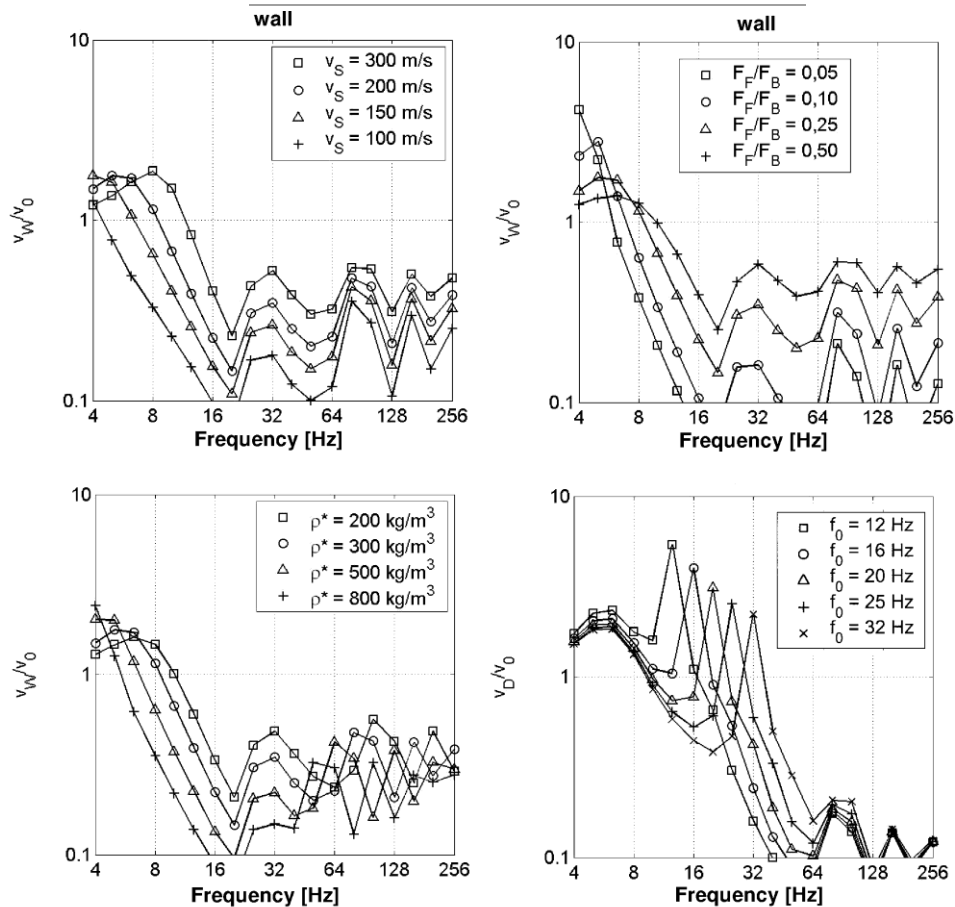 wall
10
1
0.1
v_W/v_0
v_S = 300 m/s
v_S = 200 m/s
v_S = 150 m/s
v_S = 100 m/s
4 8 16 32 64 128 256
Frequency [Hz]
wall
10
1
0.1
v_W/v_0
F_F/F_B = 0,05
F_F/F_B = 0,10
F_F/F_B = 0,25
F_F/F_B = 0,50
4 8 16 32 64 128 256
Frequency [Hz]
10
1
0.1
v_W/v_0
ρ* = 200 kg/m³
ρ* = 300 kg/m³
ρ* = 500 kg/m³
ρ* = 800 kg/m³
4 8 16 32 64 128 256
Frequency [Hz]
10
1
0.1
v_D/v_0
f_0 = 12 Hz
f_0 = 16 Hz
f_0 = 20 Hz
f_0 = 25 Hz
f_0 = 32 Hz
4 8 16 32 64 128 256
Frequency [Hz]